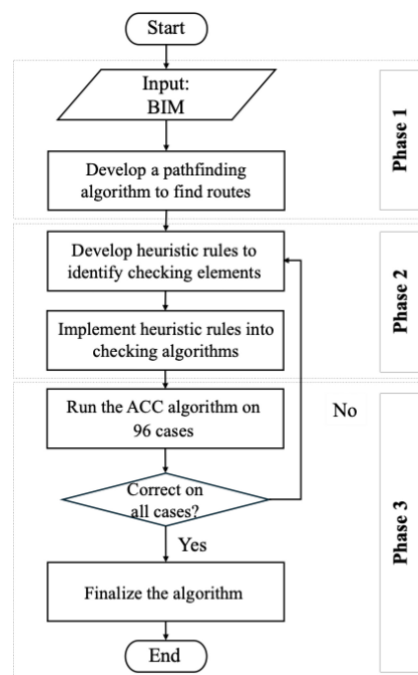 Start
Input:
BIM
Phase 1
Develop a pathfinding
algorithm to find routes
Develop heuristic rules to
identify checking elements
Phase 2
Implement heuristic rules into
checking algorithms
Run the ACC algorithm on
96 cases
No
Correct on
all cases?
Yes
Phase 3
Finalize the algorithm
End